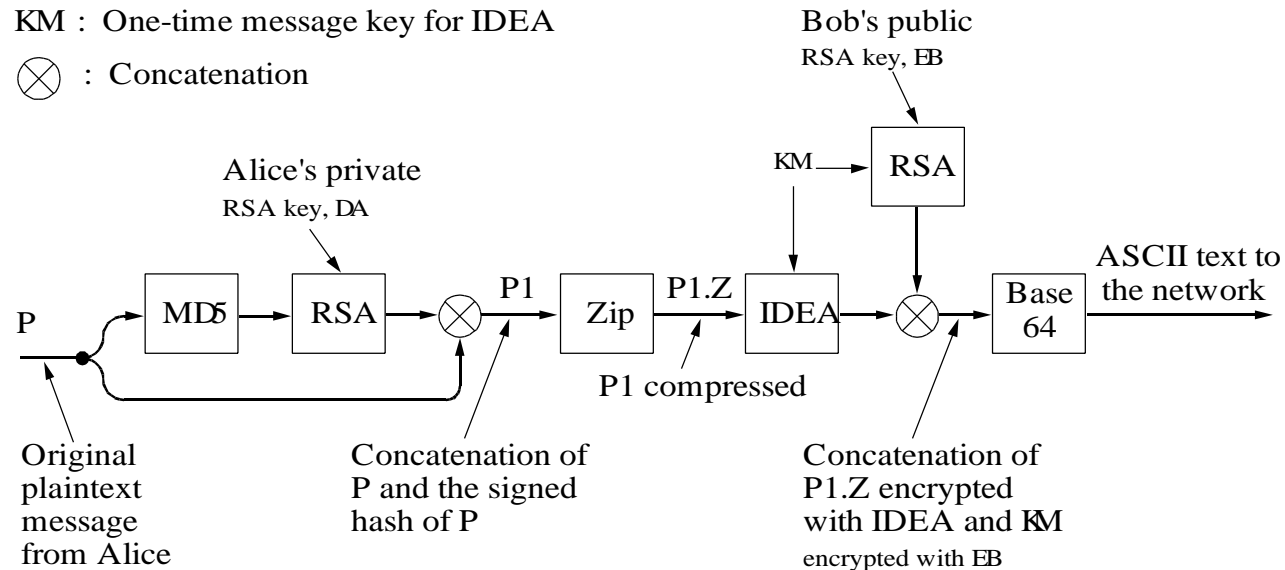 KM : One-time message key for IDEA
: Concatenation
Bob's public
RSA key, EB
Alice's private
RSA key, DA
KM
RSA
P
MD5
RSA
P1
Zip
P1.Z
IDEA
Base
64
ASCII text to
the network
P1 compressed
Original
plaintext
message
from Alice
Concatenation of
P and the signed
hash of P
Concatenation of
P1.Z encrypted
with IDEA and KM
encrypted with EB